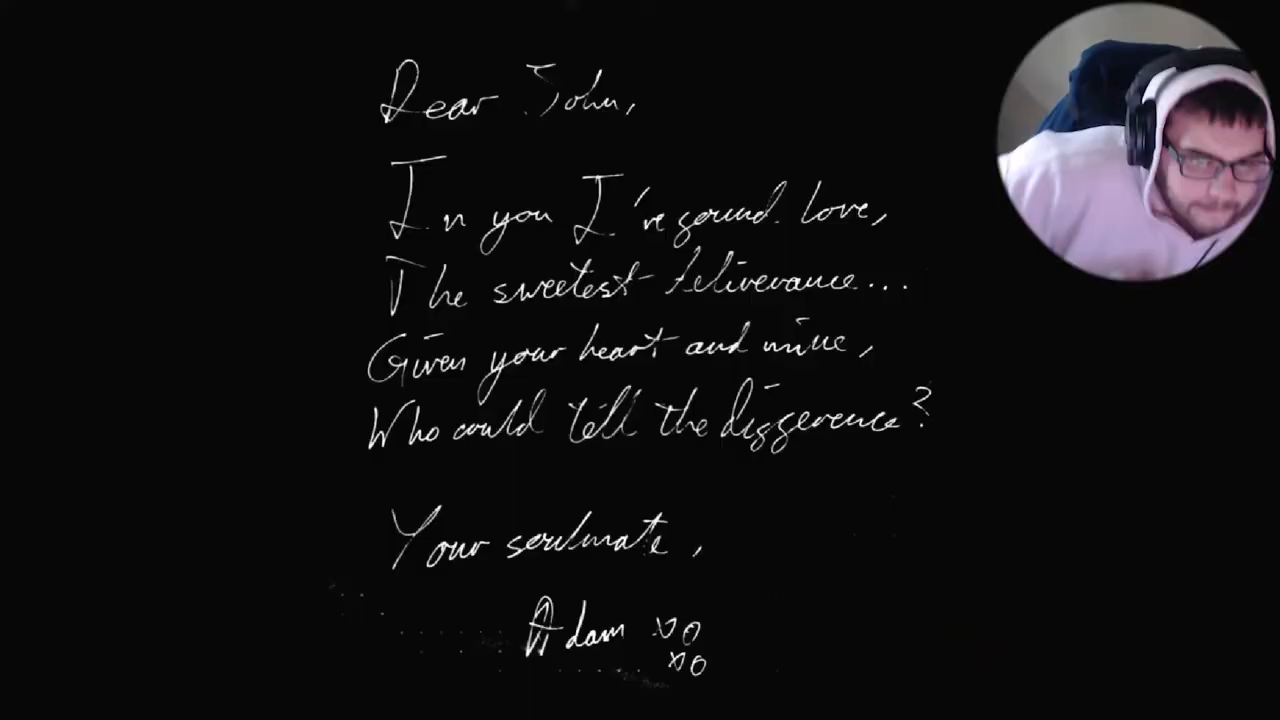 Dear John,
In you I've found love,
The sweetest deliverance...
Given your heart and mine,
Who could tell the difference?
Your soulmate,
Adam xo
xo